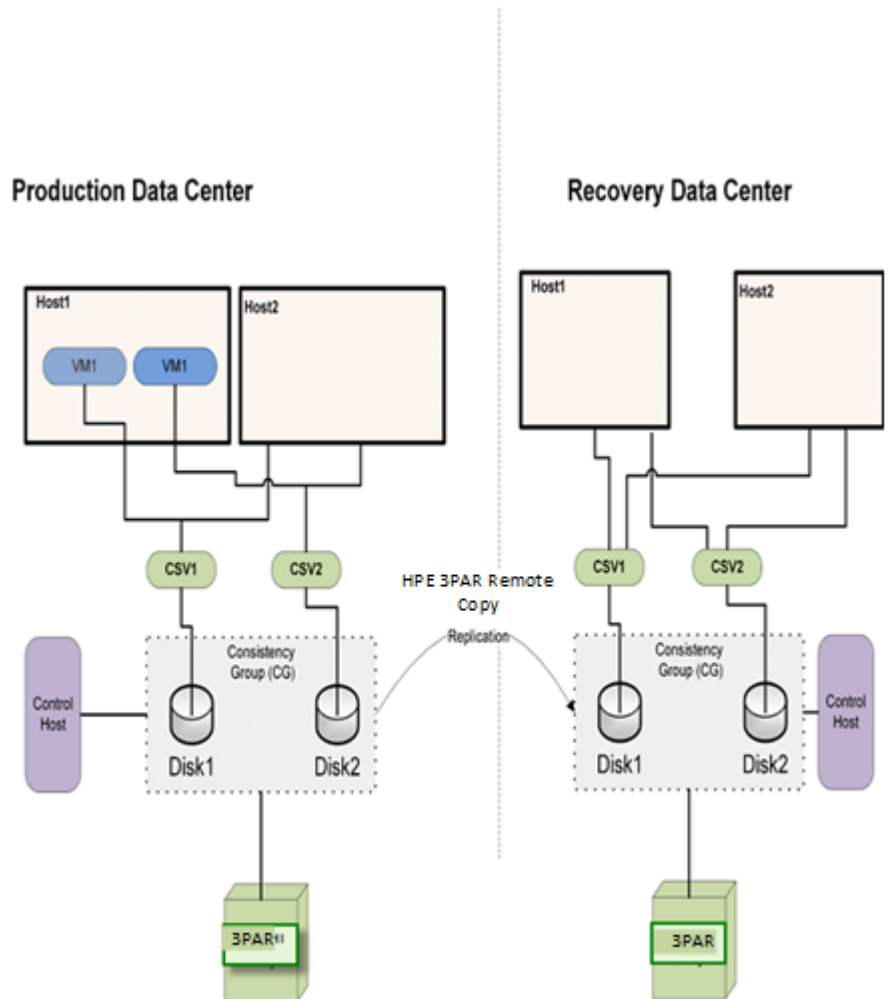 Production Data Center
Recovery Data Center
Host1
Host2
VM1
VM1
Host1
Host2
CSV1
CSV2
CSV1
CSV2
HPE 3PAR Remote
Copy
Replication
Consistency
Group (CG)
Disk1
Disk2
Control
Host
Consistency
Group (CG)
Disk1
Disk2
Control
Host
3PAR
3PAR